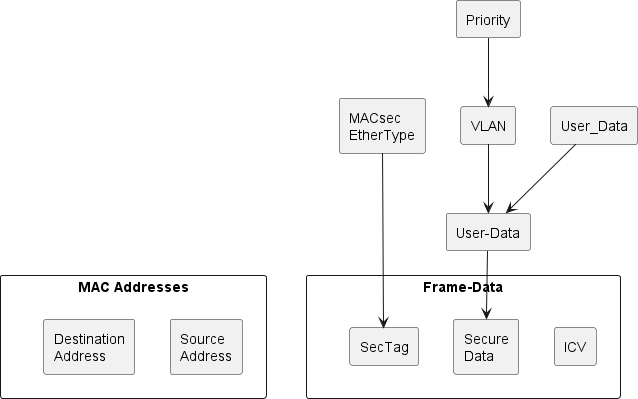 Priority
MACsec
EtherType
VLAN
User_Data
User-Data
MAC Addresses
Frame-Data
Destination
Address
Source
Address
SecTag
Secure
Data
ICV